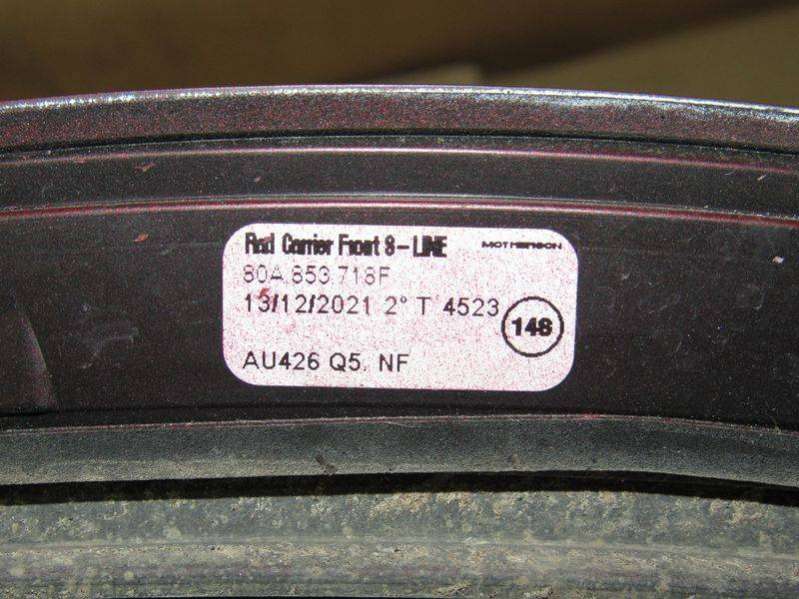 Rad Carrier Front S-LINE MOTHERSON
80A.853.718F
13/12/2021 2° T 4523
148
AU426 Q5. NF